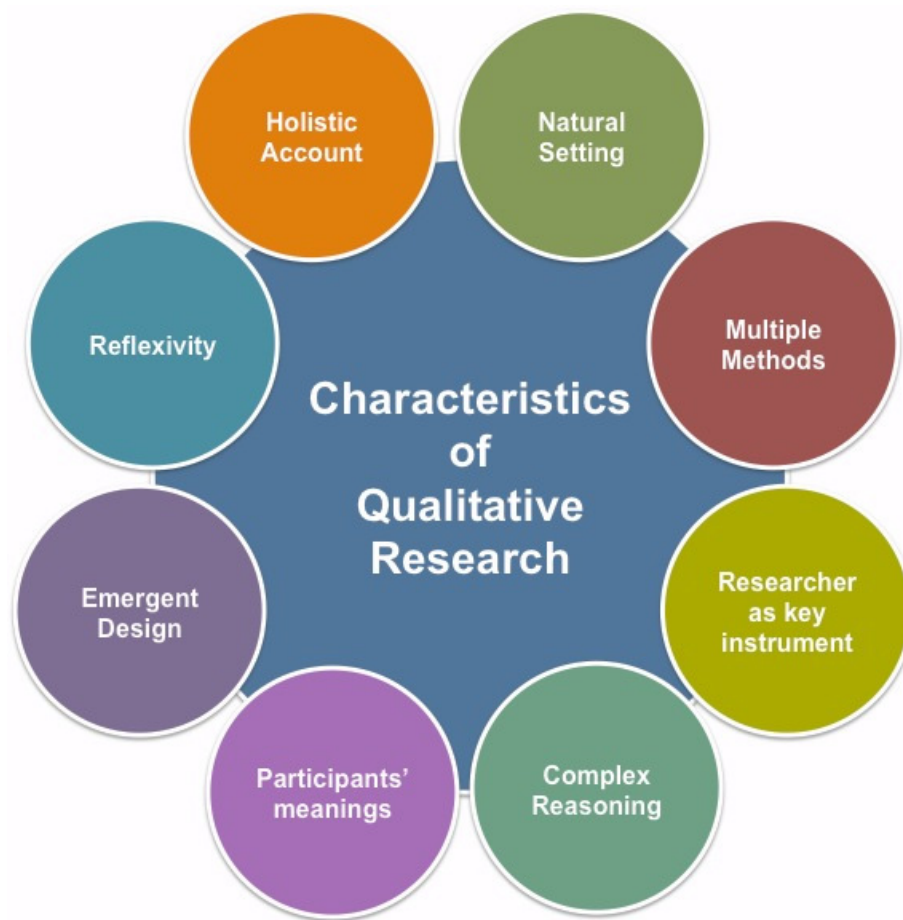 Holistic
Account
Natural
Setting
Reflexivity
Multiple
Methods
Characteristics
of
Qualitative
Research
Emergent
Design
Researcher
as key
instrument
Participants’
meanings
Complex
Reasoning